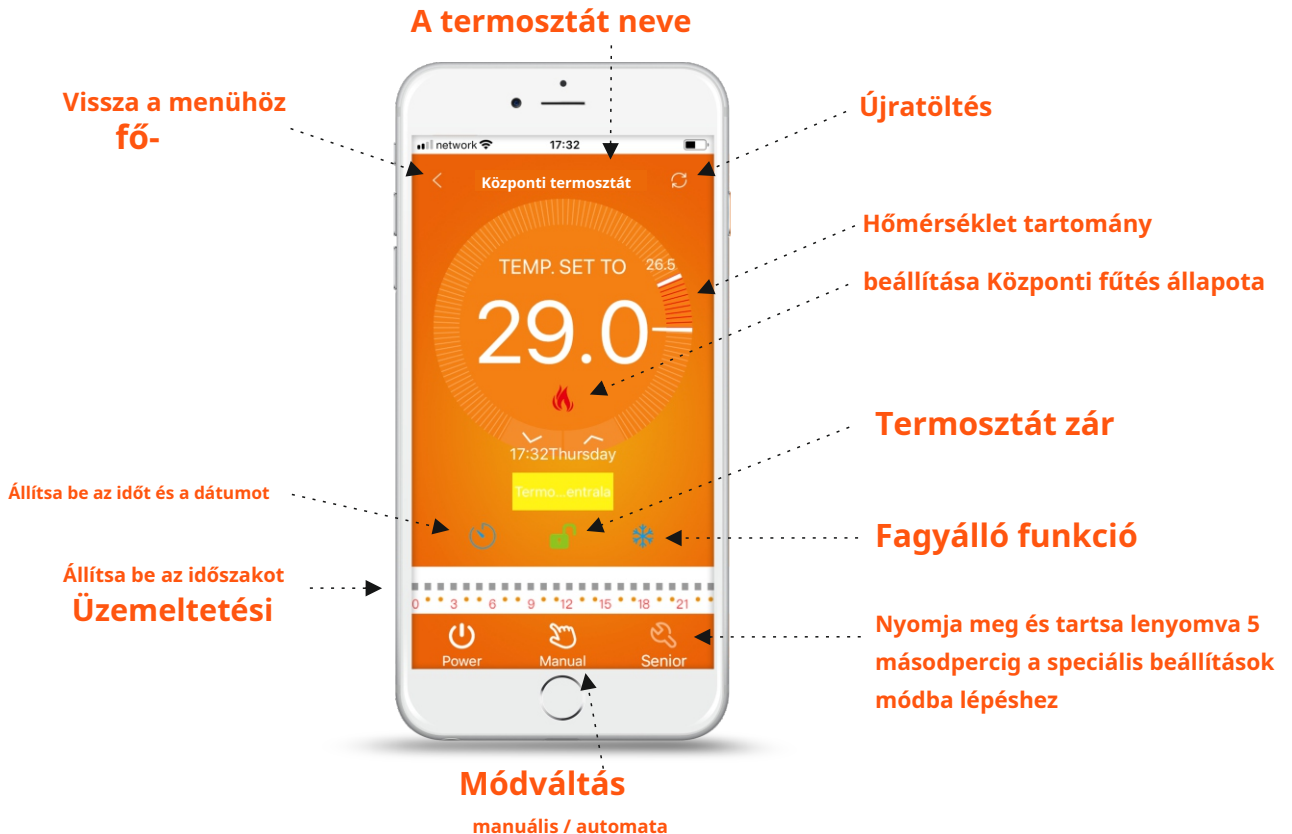 A termosztát neve
Vissza a menühöz
fő-
Újratöltés
network
17:32
Központi termosztát
Hőmérséklet tartomány
TEMP. SET TO
26.5
beállítása Központi fűtés állapota
29.0
Termosztát zár
17:32Thursday
Termo...entrala
Állítsa be az időt és a dátumot
Fagyálló funkció
Állítsa be az időszakot
Üzemeltetési
0 3 6 9 12 15 18 21
Nyomja meg és tartsa lenyomva 5
másodpercig a speciális beállítások
módba lépéshez
Power
Manual
Senior
Módváltás
manuális / automata